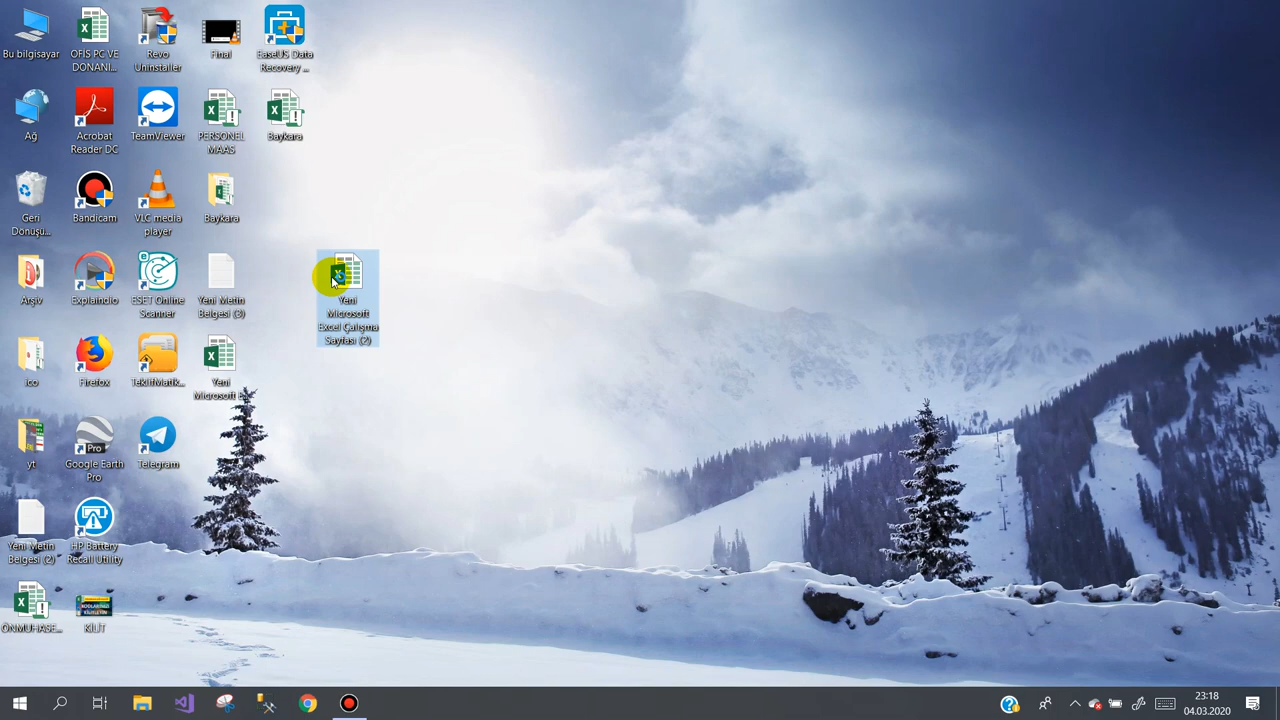 Bu bilgisayar
OFİS PC VE
DONANI...
Revo
Uninstaller
Final
EaseUS Data
Recovery ...
Ağ
Acrobat
Reader DC
TeamViewer
PERSONEL
MAAS
Baykara
Geri
Dönüşü...
Bandicam
VLC media
player
Baykara
Arşiv
Explaindio
ESET Online
Scanner
Yeni Metin
Belgesi (3)
Yeni
Microsoft
Excel Çalışma
Sayfası (2)
ico
Firefox
TeklifMatik...
Yeni
Microsoft E...
yt
Google Earth
Pro
Telegram
Yeni Metin
Belgesi (2)
HP Battery
Recall Utility
ÖNMUHASE...
KİLİT
23:18
04.03.2020